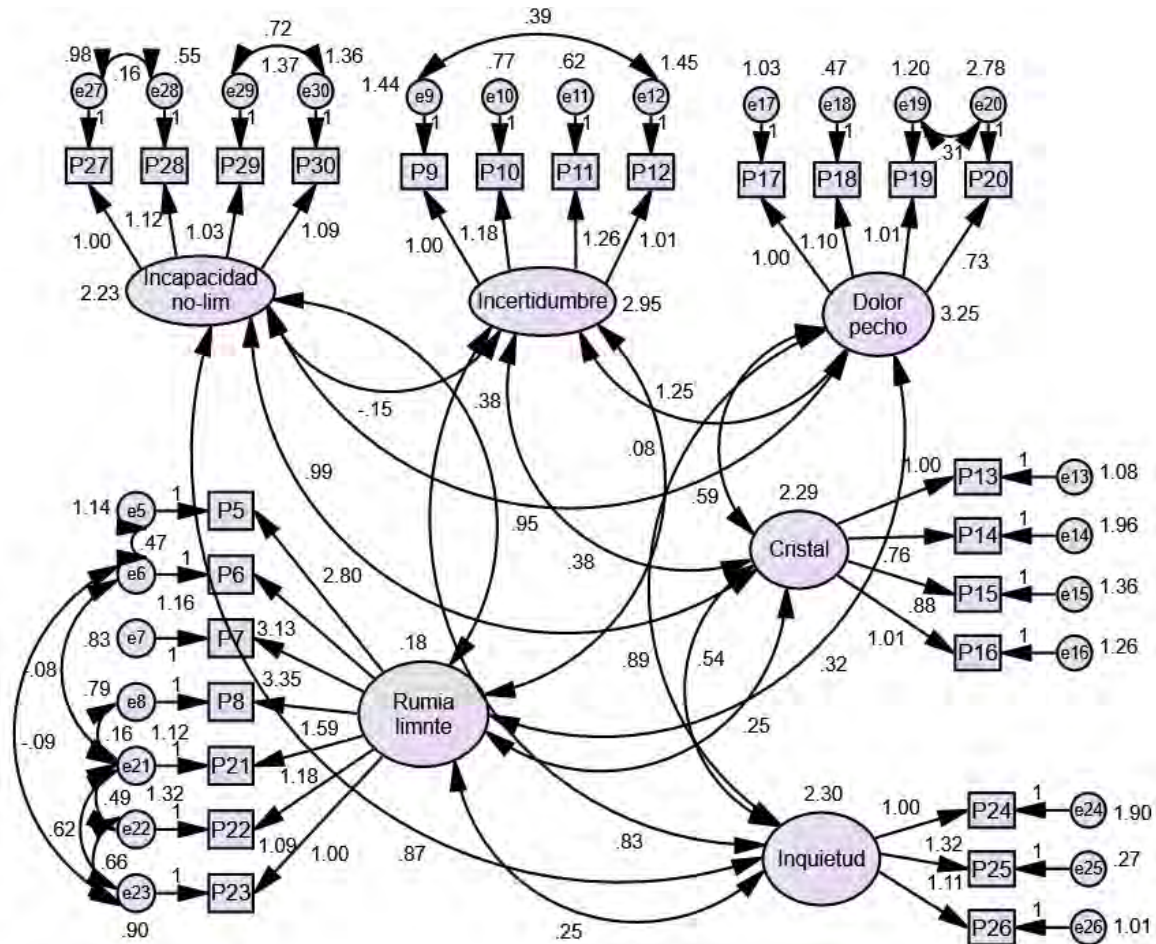 .39
.72
.98 .16 .55 1.37 1.36
1.44 .77 .62 1.45
1.03 .47 1.20 2.78
e27 e28 e29 e30 e9 e10 e11 e12 e17 e18 e19 e20
1 1 1 1 1 1 1 1 1 1 1 1
.31
P27 P28 P29 P30 P9 P10 P11 P12 P17 P18 P19 P20
1.00 1.12 1.03 1.09 1.00 1.18 1.26 1.01 1.00 1.10 1.01 .73
Incapacidad
no-lim
2.23
Incertidumbre
2.95
Dolor
pecho
3.25
-.15 .38 1.25
.08
.99 .59
.95 .38
2.29
Cristal
1.00 P13 1 e13 1.08
P14 1 e14 1.96
.76 P15 1 e15 1.36
.88
1.01 P16 1 e16 1.26
1.14 e5 1 P5
.47
e6 1 P6
2.80
1.16
.83 e7 P7 3.13
1
-.08
.79 e8 1 P8 3.35
.16 1.12 1.59
-.09
e21 1 P21 1.18
.49 1.32
.62 e22 1 P22 1.09
.66 1.00
e23 1 P23
.90
.18
Rumia
limnte
.89 .54 .32
.25
.87 .83
.25
2.30
Inquietud
1.00 P24 1 e24 1.90
1.32 P25 1 e25 .27
1.11
P26 1 e26 1.01